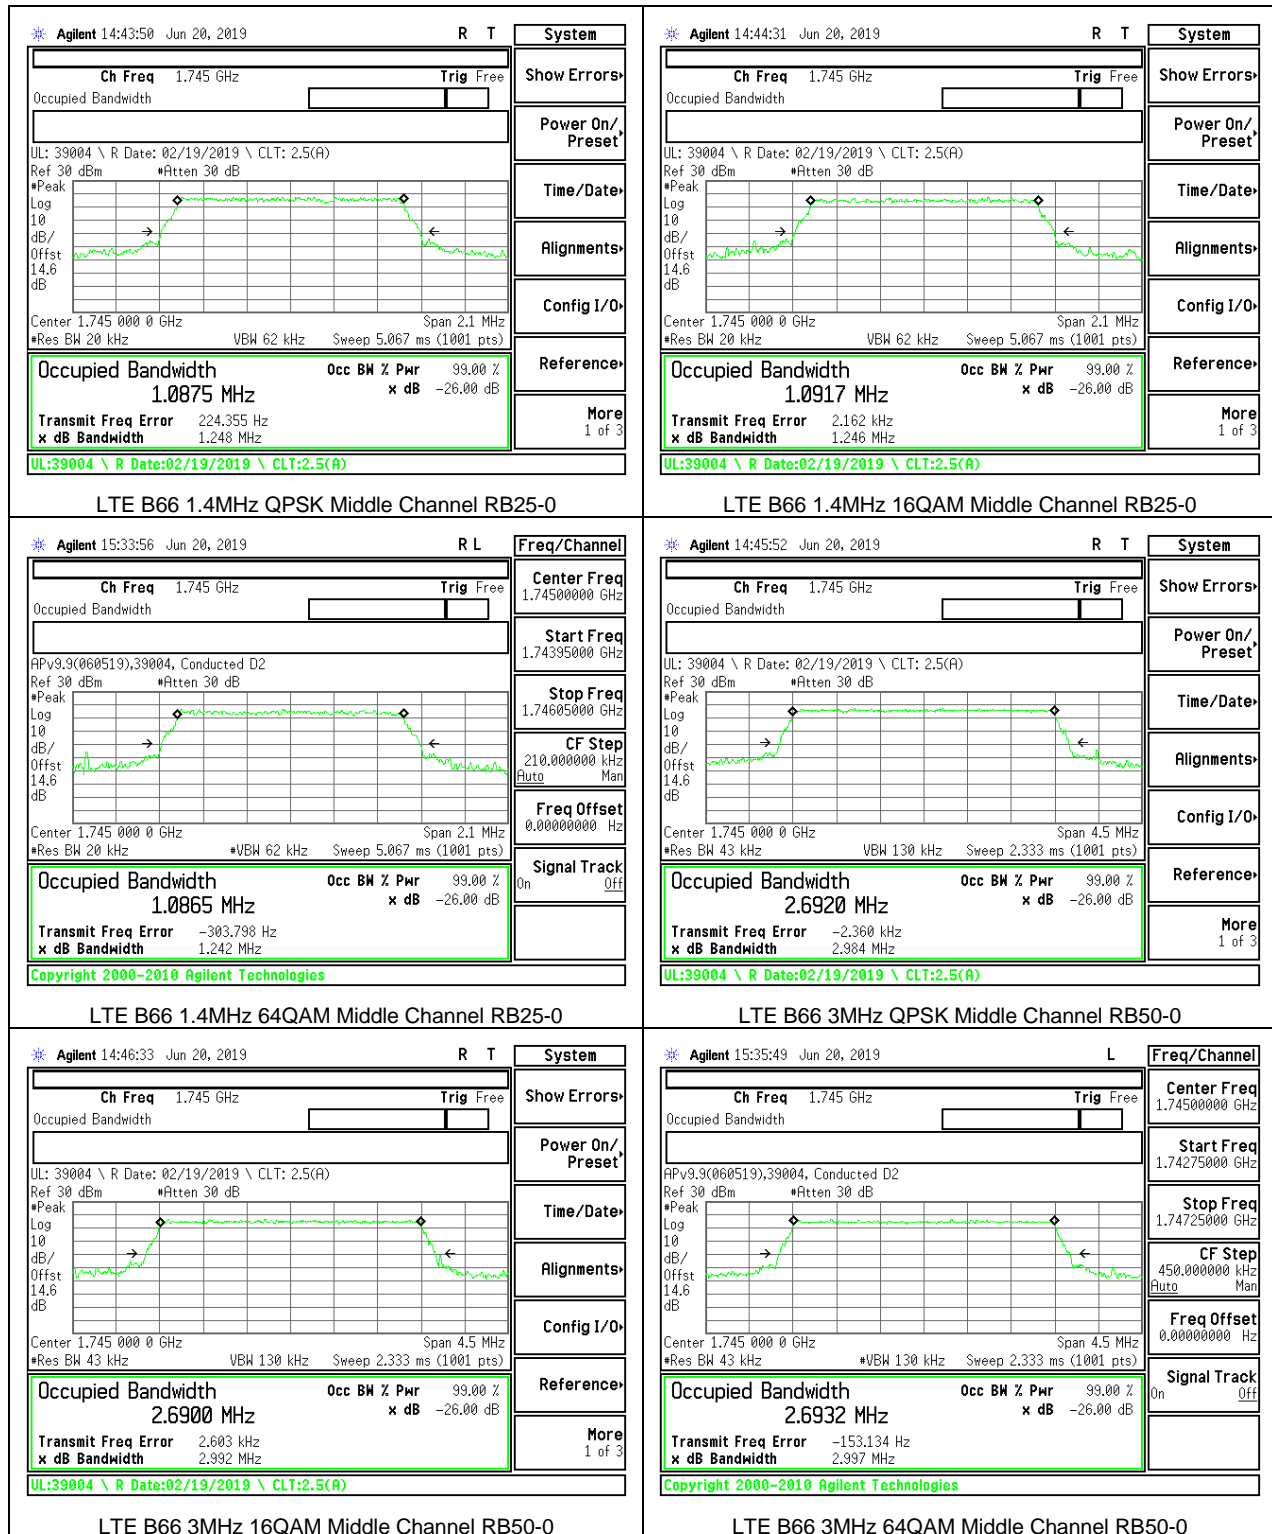 Agilent 14:43:50 Jun 20, 2019 R T System
Ch Freq 1.745 GHz Trig Free
Occupied Bandwidth
Show Errors
Power On/
Preset
UL: 39004 \ R Date: 02/19/2019 \ CLT: 2.5(A)
Ref 30 dBm #Atten 30 dB
#Peak
Log
10
dB/
Offst
14.6
dB
Time/Date
Alignments
Config I/O
Center 1.745 000 0 GHz Span 2.1 MHz
#Res BW 20 kHz VBW 62 kHz Sweep 5.067 ms (1001 pts)
Reference
Occupied Bandwidth Occ BW % Pwr 99.00 %
1.0875 MHz x dB -26.00 dB
Transmit Freq Error 224.355 Hz
x dB Bandwidth 1.248 MHz
More
1 of 3
UL:39004 \ R Date:02/19/2019 \ CLT:2.5(A)
LTE B66 1.4MHz QPSK Middle Channel RB25-0
Agilent 14:44:31 Jun 20, 2019 R T System
Ch Freq 1.745 GHz Trig Free
Occupied Bandwidth
Show Errors
Power On/
Preset
UL: 39004 \ R Date: 02/19/2019 \ CLT: 2.5(A)
Ref 30 dBm #Atten 30 dB
#Peak
Log
10
dB/
Offst
14.6
dB
Time/Date
Alignments
Config I/O
Center 1.745 000 0 GHz Span 2.1 MHz
#Res BW 20 kHz VBW 62 kHz Sweep 5.067 ms (1001 pts)
Reference
Occupied Bandwidth Occ BW % Pwr 99.00 %
1.0917 MHz x dB -26.00 dB
Transmit Freq Error 2.162 kHz
x dB Bandwidth 1.246 MHz
More
1 of 3
UL:39004 \ R Date:02/19/2019 \ CLT:2.5(A)
LTE B66 1.4MHz 16QAM Middle Channel RB25-0
Agilent 15:33:56 Jun 20, 2019 R L Freq/Channel
Ch Freq 1.745 GHz Trig Free
Occupied Bandwidth
Center Freq
1.74500000 GHz
Start Freq
1.74395000 GHz
APv9.9(060519),39004, Conducted D2
Ref 30 dBm #Atten 30 dB
#Peak
Log
10
dB/
Offst
14.6
dB
Stop Freq
1.74605000 GHz
CF Step
210.000000 kHz
Auto Man
Freq Offset
0.00000000 Hz
Center 1.745 000 0 GHz Span 2.1 MHz
#Res BW 20 kHz #VBW 62 kHz Sweep 5.067 ms (1001 pts)
Signal Track
On Off
Occupied Bandwidth Occ BW % Pwr 99.00 %
1.0865 MHz x dB -26.00 dB
Transmit Freq Error -303.798 Hz
x dB Bandwidth 1.242 MHz
Copyright 2000-2010 Agilent Technologies
LTE B66 1.4MHz 64QAM Middle Channel RB25-0
Agilent 14:45:52 Jun 20, 2019 R T System
Ch Freq 1.745 GHz Trig Free
Occupied Bandwidth
Show Errors
Power On/
Preset
UL: 39004 \ R Date: 02/19/2019 \ CLT: 2.5(A)
Ref 30 dBm #Atten 30 dB
#Peak
Log
10
dB/
Offst
14.6
dB
Time/Date
Alignments
Config I/O
Center 1.745 000 0 GHz Span 4.5 MHz
#Res BW 43 kHz VBW 130 kHz Sweep 2.333 ms (1001 pts)
Reference
Occupied Bandwidth Occ BW % Pwr 99.00 %
2.6920 MHz x dB -26.00 dB
Transmit Freq Error -2.360 kHz
x dB Bandwidth 2.984 MHz
More
1 of 3
UL:39004 \ R Date:02/19/2019 \ CLT:2.5(A)
LTE B66 3MHz QPSK Middle Channel RB50-0
Agilent 14:46:33 Jun 20, 2019 R T System
Ch Freq 1.745 GHz Trig Free
Occupied Bandwidth
Show Errors
Power On/
Preset
UL: 39004 \ R Date: 02/19/2019 \ CLT: 2.5(A)
Ref 30 dBm #Atten 30 dB
#Peak
Log
10
dB/
Offst
14.6
dB
Time/Date
Alignments
Config I/O
Center 1.745 000 0 GHz Span 4.5 MHz
#Res BW 43 kHz VBW 130 kHz Sweep 2.333 ms (1001 pts)
Reference
Occupied Bandwidth Occ BW % Pwr 99.00 %
2.6900 MHz x dB -26.00 dB
Transmit Freq Error 2.603 kHz
x dB Bandwidth 2.992 MHz
More
1 of 3
UL:39004 \ R Date:02/19/2019 \ CLT:2.5(A)
LTE B66 3MHz 16QAM Middle Channel RB50-0
Agilent 15:35:49 Jun 20, 2019 L Freq/Channel
Ch Freq 1.745 GHz Trig Free
Occupied Bandwidth
Center Freq
1.74500000 GHz
Start Freq
1.74275000 GHz
APv9.9(060519),39004, Conducted D2
Ref 30 dBm #Atten 30 dB
#Peak
Log
10
dB/
Offst
14.6
dB
Stop Freq
1.74725000 GHz
CF Step
450.000000 kHz
Auto Man
Freq Offset
0.00000000 Hz
Center 1.745 000 0 GHz Span 4.5 MHz
#Res BW 43 kHz #VBW 130 kHz Sweep 2.333 ms (1001 pts)
Signal Track
On Off
Occupied Bandwidth Occ BW % Pwr 99.00 %
2.6932 MHz x dB -26.00 dB
Transmit Freq Error -153.134 Hz
x dB Bandwidth 2.997 MHz
Copyright 2000-2010 Agilent Technologies
LTE B66 3MHz 64QAM Middle Channel RB50-0